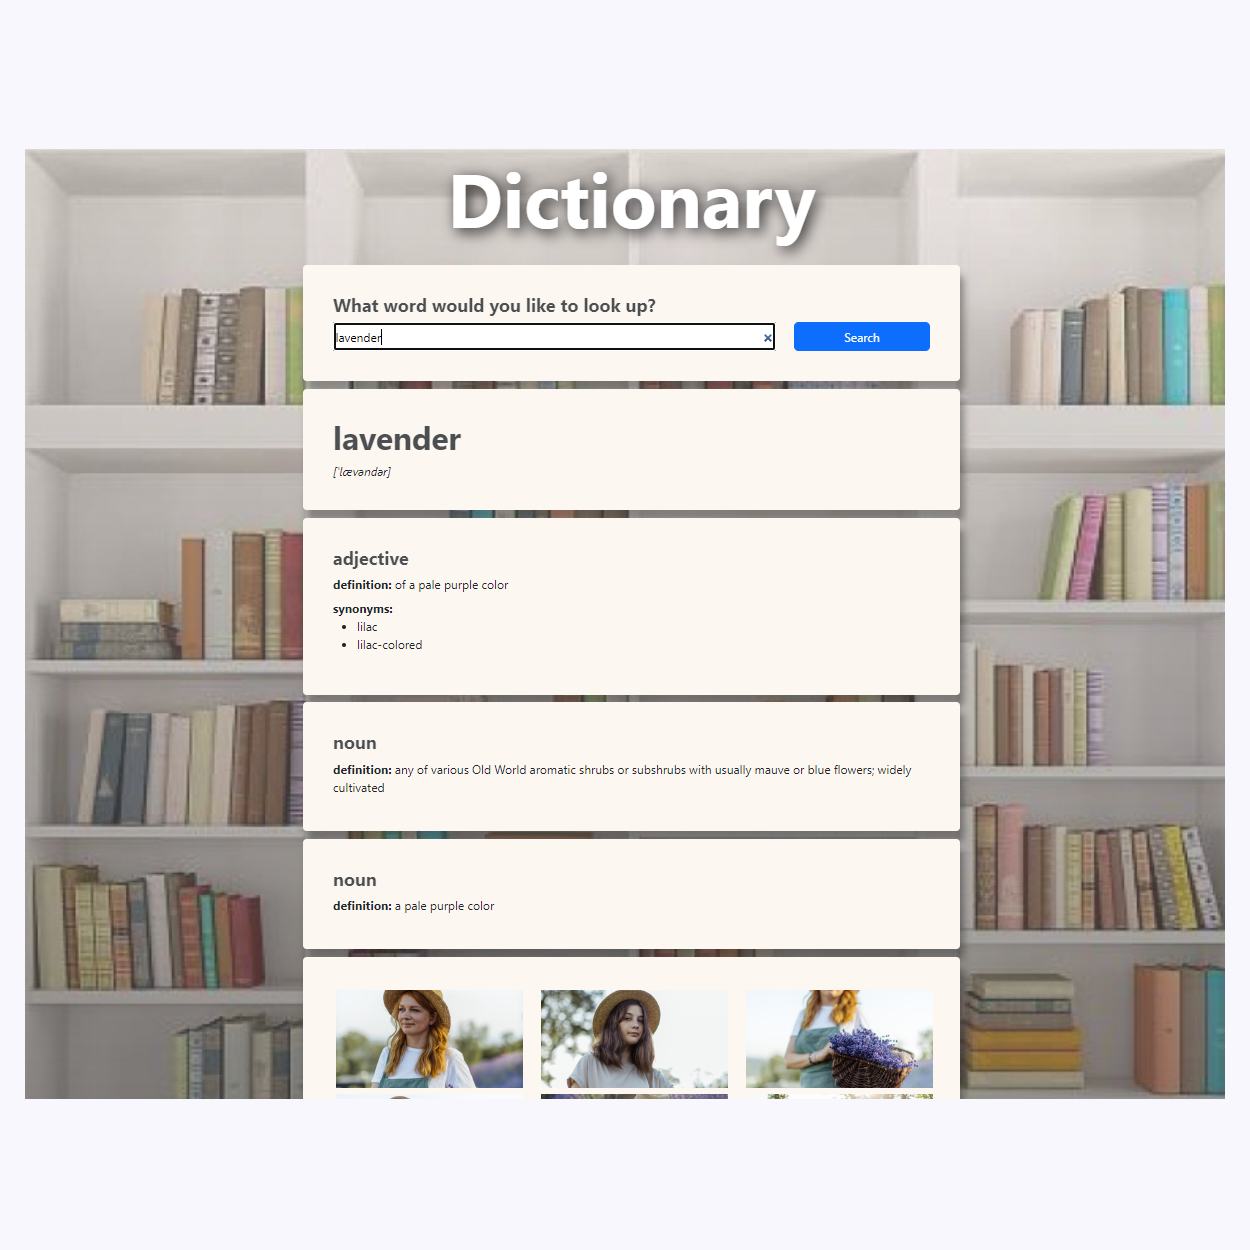 Dictionary
What word would you like to look up?
lavender
Search
lavender
['lævəndər]
adjective
definition: of a pale purple color
synonyms:
• lilac
• lilac-colored
noun
definition: any of various Old World aromatic shrubs or subshrubs with usually mauve or blue flowers; widely
cultivated
noun
definition: a pale purple color